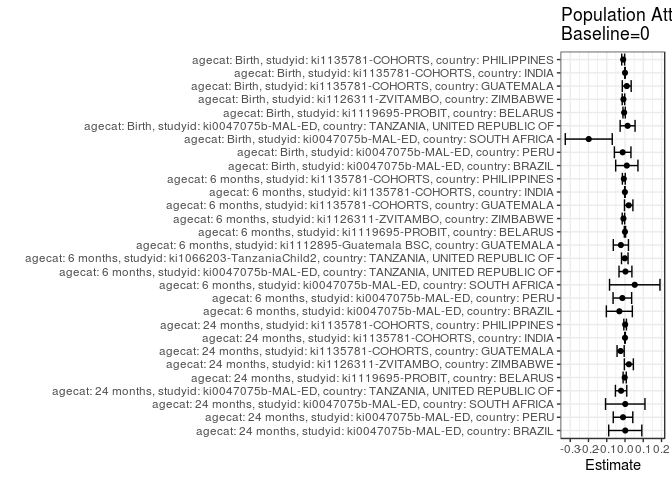 Population Att
Baseline=0
agecat: Birth, studyid: ki1135781-COHORTS, country: PHILIPPINES
agecat: Birth, studyid: ki1135781-COHORTS, country: INDIA
agecat: Birth, studyid: ki1135781-COHORTS, country: GUATEMALA
agecat: Birth, studyid: ki1126311-ZVITAMBO, country: ZIMBABWE
agecat: Birth, studyid: ki1119695-PROBIT, country: BELARUS
agecat: Birth, studyid: ki0047075b-MAL-ED, country: TANZANIA, UNITED REPUBLIC OF
agecat: Birth, studyid: ki0047075b-MAL-ED, country: SOUTH AFRICA
agecat: Birth, studyid: ki0047075b-MAL-ED, country: PERU
agecat: Birth, studyid: ki0047075b-MAL-ED, country: BRAZIL
agecat: 6 months, studyid: ki1135781-COHORTS, country: PHILIPPINES
agecat: 6 months, studyid: ki1135781-COHORTS, country: INDIA
agecat: 6 months, studyid: ki1135781-COHORTS, country: GUATEMALA
agecat: 6 months, studyid: ki1126311-ZVITAMBO, country: ZIMBABWE
agecat: 6 months, studyid: ki1119695-PROBIT, country: BELARUS
agecat: 6 months, studyid: ki1112895-Guatemala BSC, country: GUATEMALA
agecat: 6 months, studyid: ki1066203-TanzaniaChild2, country: TANZANIA, UNITED REPUBLIC OF
agecat: 6 months, studyid: ki0047075b-MAL-ED, country: TANZANIA, UNITED REPUBLIC OF
agecat: 6 months, studyid: ki0047075b-MAL-ED, country: SOUTH AFRICA
agecat: 6 months, studyid: ki0047075b-MAL-ED, country: PERU
agecat: 6 months, studyid: ki0047075b-MAL-ED, country: BRAZIL
agecat: 24 months, studyid: ki1135781-COHORTS, country: PHILIPPINES
agecat: 24 months, studyid: ki1135781-COHORTS, country: INDIA
agecat: 24 months, studyid: ki1135781-COHORTS, country: GUATEMALA
agecat: 24 months, studyid: ki1126311-ZVITAMBO, country: ZIMBABWE
agecat: 24 months, studyid: ki1119695-PROBIT, country: BELARUS
agecat: 24 months, studyid: ki0047075b-MAL-ED, country: TANZANIA, UNITED REPUBLIC OF
agecat: 24 months, studyid: ki0047075b-MAL-ED, country: SOUTH AFRICA
agecat: 24 months, studyid: ki0047075b-MAL-ED, country: PERU
agecat: 24 months, studyid: ki0047075b-MAL-ED, country: BRAZIL
-0.3 -0.2 -0.1 0.0 0.1 0.2
Estimate